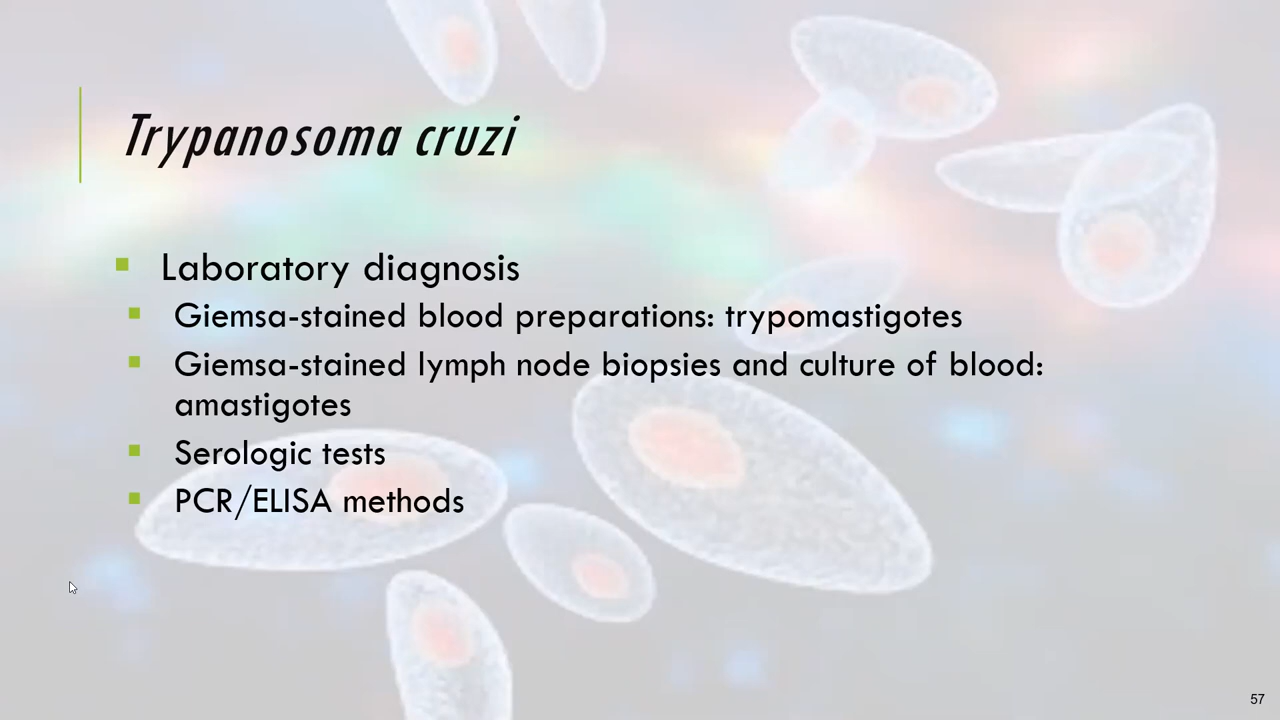 Trypanosoma cruzi
Laboratory diagnosis
Giemsa-stained blood preparations: trypomastigotes
Giemsa-stained lymph node biopsies and culture of blood:
amastigotes
Serologic tests
PCR/ELISA methods
57